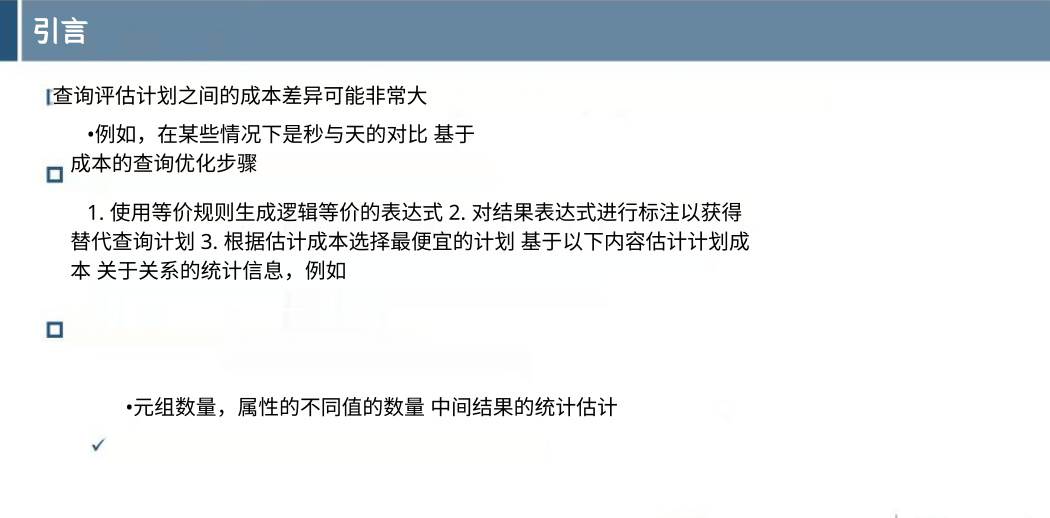 引言
查询评估计划之间的成本差异可能非常大
•例如，在某些情况下是秒与天的对比 基于
成本的查询优化步骤
1. 使用等价规则生成逻辑等价的表达式 2. 对结果表达式进行标注以获得
替代查询计划 3. 根据估计成本选择最便宜的计划 基于以下内容估计计划成
本 关于关系的统计信息，例如
•元组数量，属性的不同值的数量 中间结果的统计估计